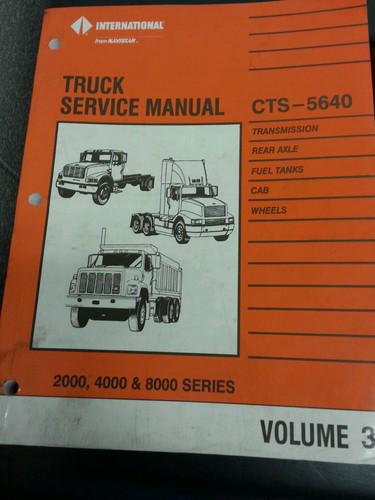 INTERNATIONAL
from NAVISTAR
TRUCK
SERVICE MANUAL
CTS-5640
TRANSMISSION
REAR AXLE
FUEL TANKS
CAB
WHEELS
2000, 4000 & 8000 SERIES
VOLUME 3